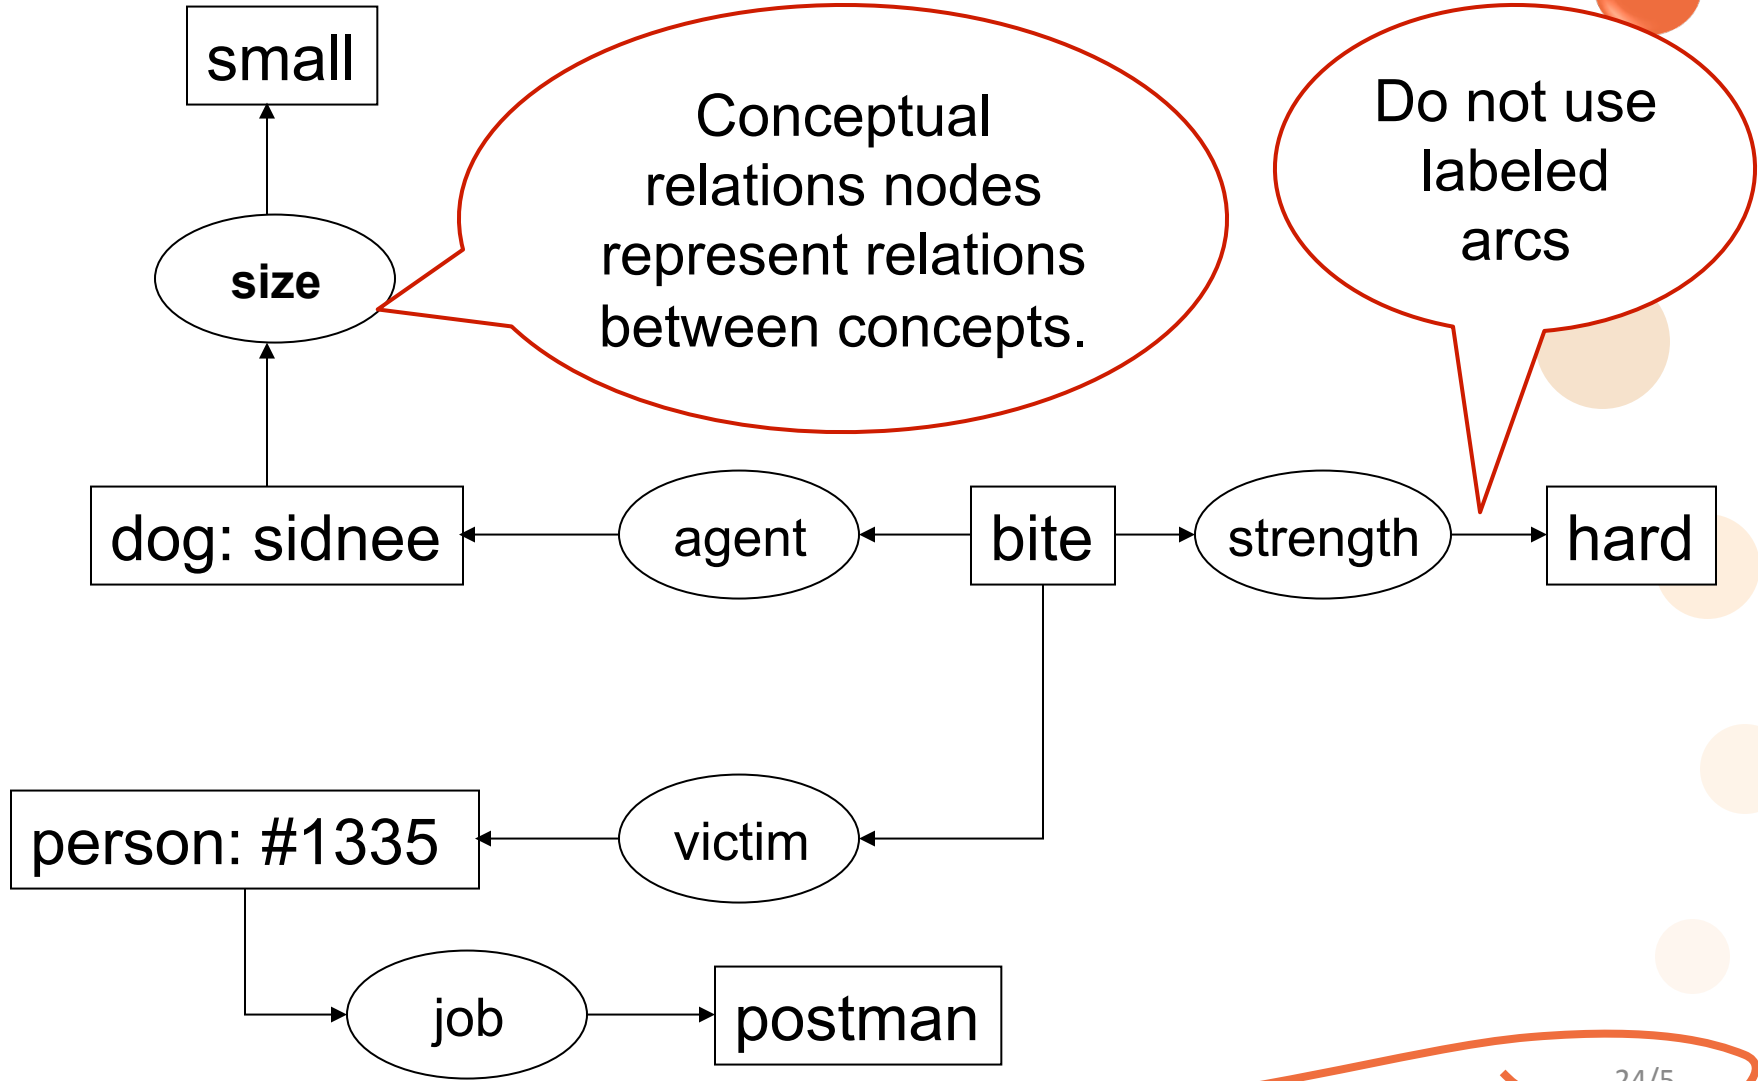 small
Conceptual
relations nodes
represent relations
between concepts.
Do not use
labeled
arcs
size
dog: sidnee
agent
bite
strength
hard
person: #1335
victim
job
postman